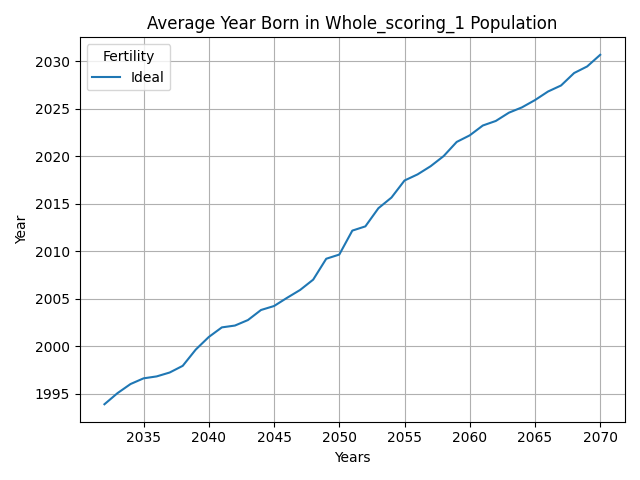 Average Year Born in Whole_scoring_1 Population
Fertility
Ideal
2030
2025
2020
2015
2010
2005
2000
1995
Year
2035 2040 2045 2050 2055 2060 2065 2070
Years